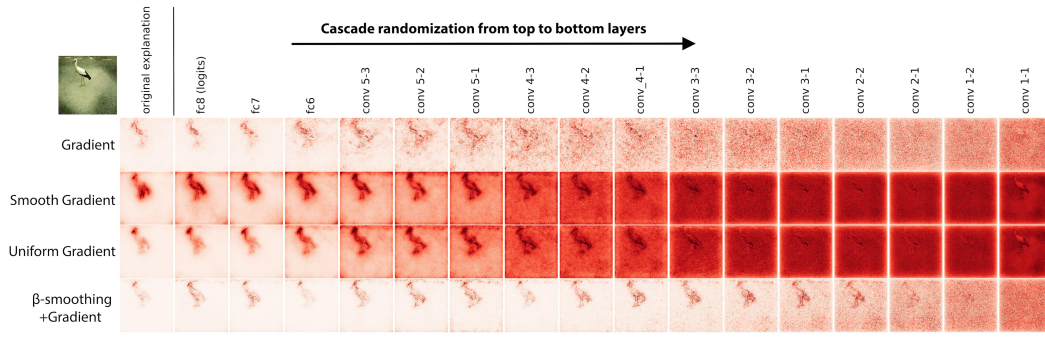 Cascade randomization from top to bottom layers
original explanation
fc8 (logits)
fc7
fc6
conv 5-3
conv 5-2
conv 5-1
conv 4-3
conv 4-2
conv_4-1
conv 3-3
conv 3-2
conv 3-1
conv 2-2
conv 2-1
conv 1-2
conv 1-1
Gradient
Smooth Gradient
Uniform Gradient
β-smoothing
+Gradient